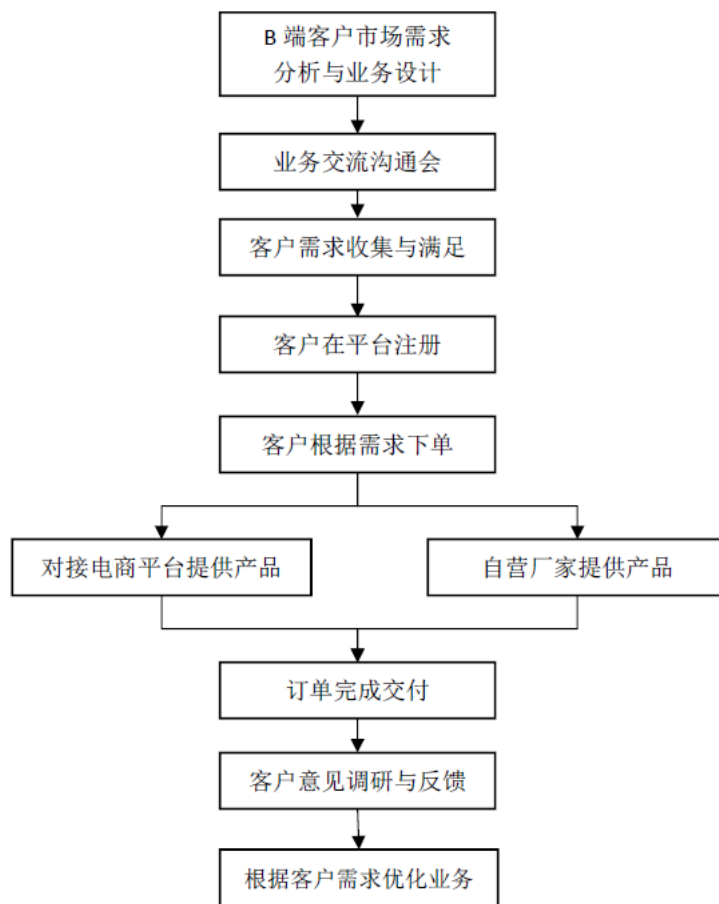 B 端客户市场需求
分析与业务设计
业务交流沟通会
客户需求收集与满足
客户在平台注册
客户根据需求下单
对接电商平台提供产品
自营厂家提供产品
订单完成交付
客户意见调研与反馈
根据客户需求优化业务